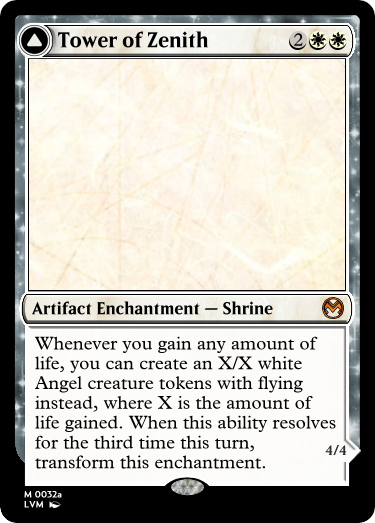 Tower of Zenith 2
Artifact Enchantment — Shrine
Whenever you gain any amount of
life, you can create an X/X white
Angel creature tokens with flying
instead, where X is the amount of
life gained. When this ability resolves
for the third time this turn,
transform this enchantment.
4/4
M 0032a
LVM